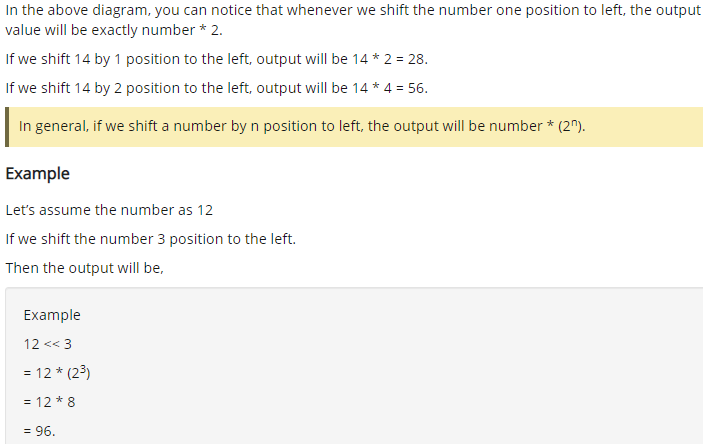 In the above diagram, you can notice that whenever we shift the number one position to left, the output
value will be exactly number * 2.
If we shift 14 by 1 position to the left, output will be 14 * 2 = 28.
If we shift 14 by 2 position to the left, output will be 14 * 4 = 56.
In general, if we shift a number by n position to left, the output will be number * (2ⁿ).
Example
Let's assume the number as 12
If we shift the number 3 position to the left.
Then the output will be,
Example
12 << 3
= 12 * (2³)
= 12 * 8
= 96.